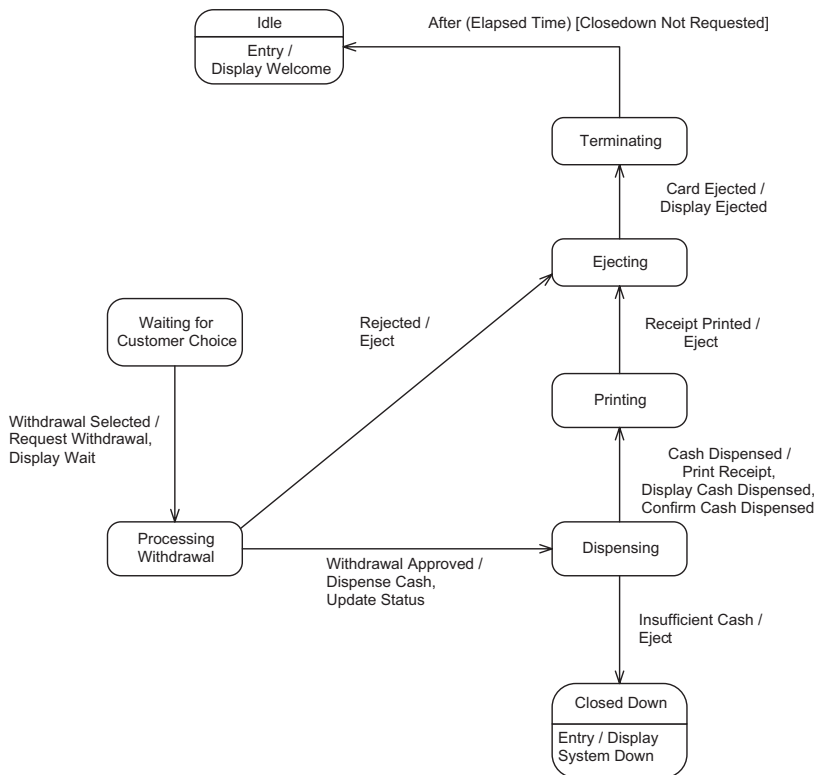 Idle
Entry /
Display Welcome
After (Elapsed Time) [Closedown Not Requested]
Terminating
Card Ejected /
Display Ejected
Ejecting
Waiting for
Customer Choice
Rejected /
Eject
Receipt Printed /
Eject
Printing
Withdrawal Selected /
Request Withdrawal,
Display Wait
Cash Dispensed /
Print Receipt,
Display Cash Dispensed,
Confirm Cash Dispensed
Processing
Withdrawal
Withdrawal Approved /
Dispense Cash,
Update Status
Dispensing
Insufficient Cash /
Eject
Closed Down
Entry / Display
System Down